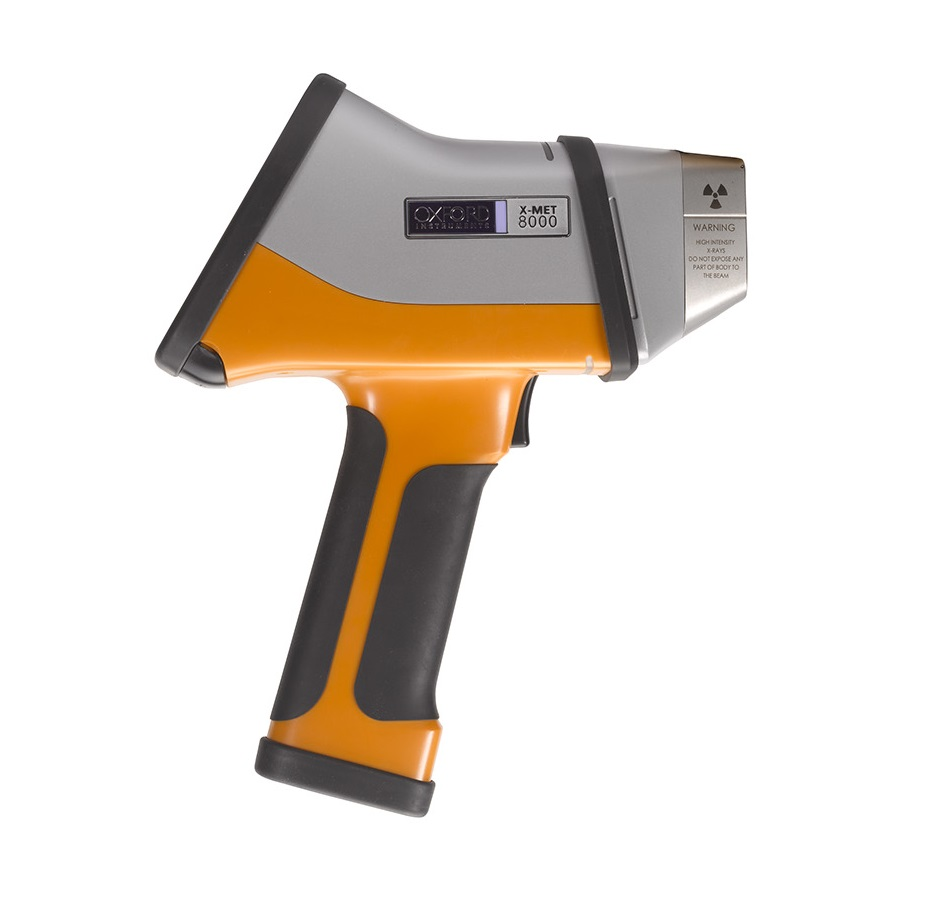 OXFORD
INSTRUMENTS
X-MET
8000
WARNING
HIGH INTENSITY
X-RAYS
DO NOT EXPOSE ANY
PART OF BODY TO
THE BEAM